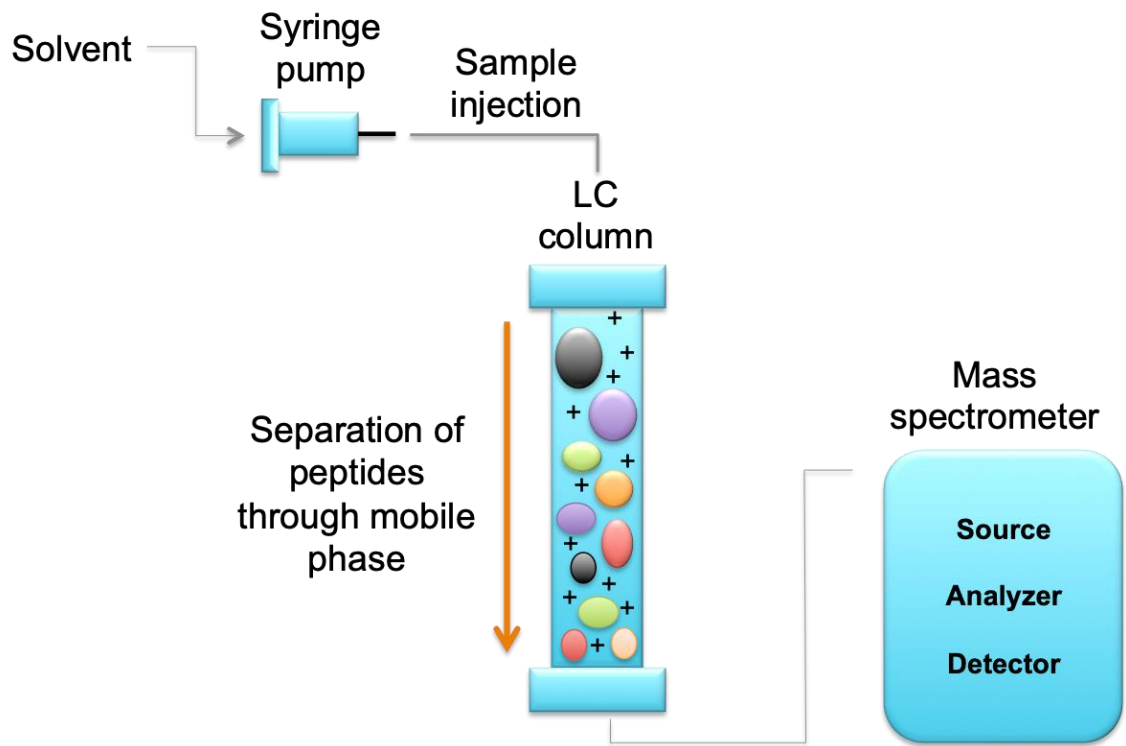 Solvent
Syringe
pump
Sample
injection
LC
column
+
+
+
+
+
+
+
+
+
+
+
Separation of
peptides
through mobile
phase
Mass
spectrometer
Source
Analyzer
Detector